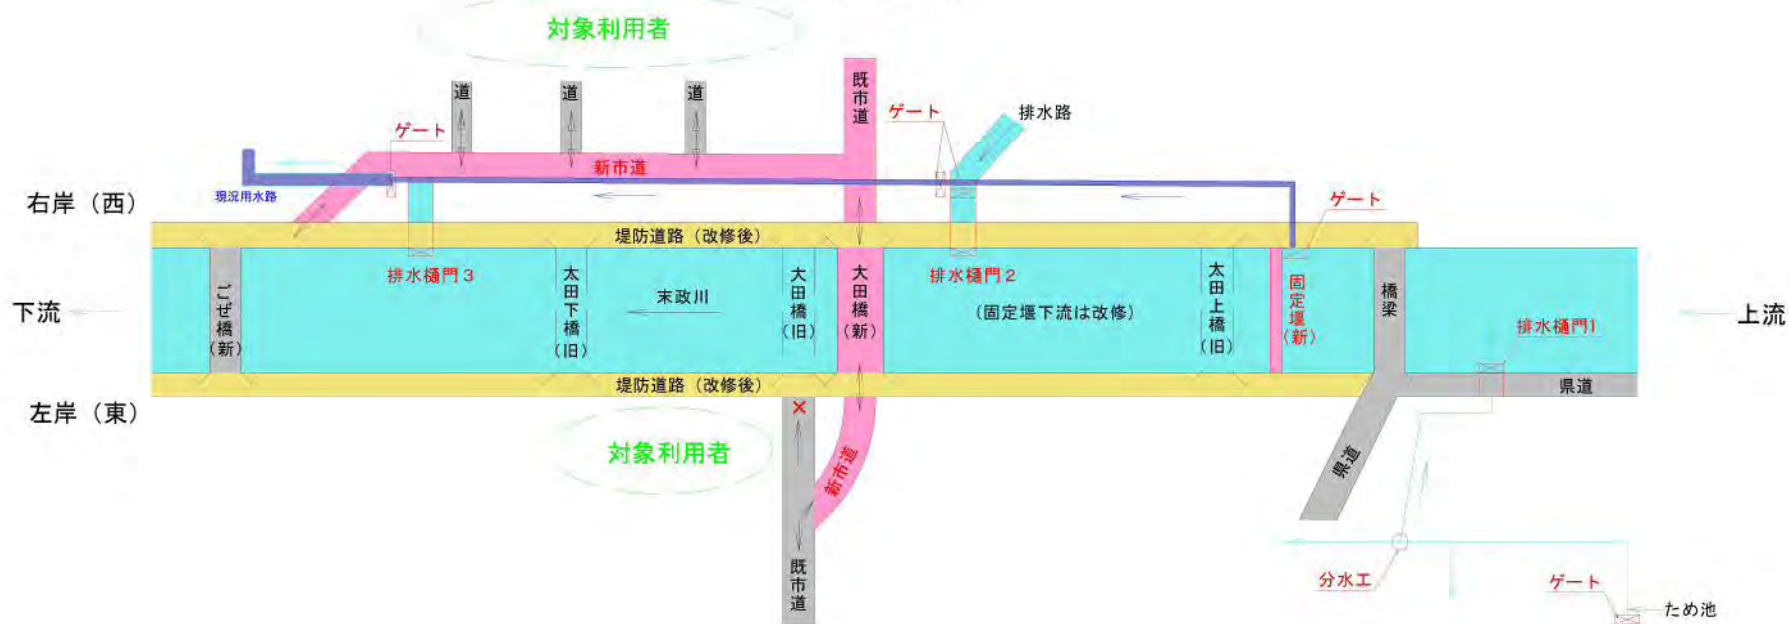 対象利用者
道
道
道
既市道
ゲート
排水路
ゲート
新市道
現況用水路
右岸（西）
ゲート
堤防道路（改修後）
排水樋門３
太田下橋（旧）
末政川
大田橋（旧）
大田橋（新）
排水樋門２
（固定堰下流は改修）
太田上橋（旧）
固定堰（新）
橋梁
排水樋門1
ごぜ橋（新）
下流
上流
堤防道路（改修後）
県道
左岸（東）
×
対象利用者
新市道
県道
既市道
分水工
ゲート
ため池